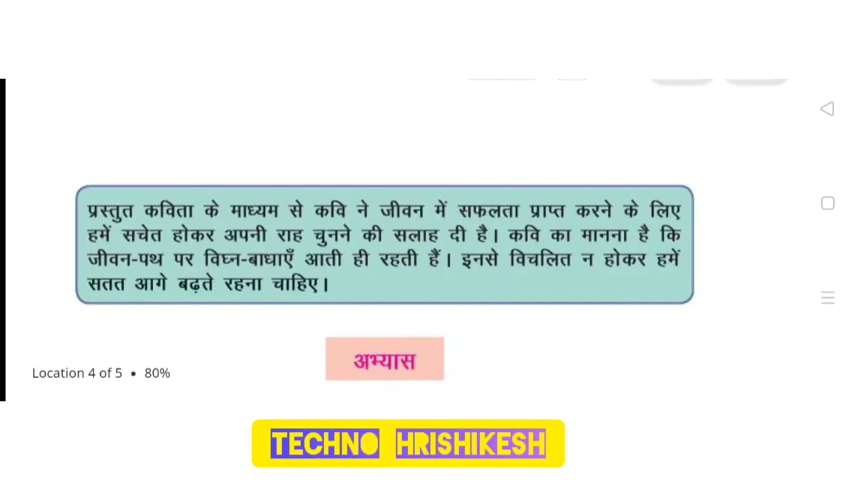 प्रस्तुत कविता के माध्यम से कवि ने जीवन में सफलता प्राप्त करने के लिए
हमें सचेत होकर अपनी राह चुनने की सलाह दी है। कवि का मानना है कि
जीवन-पथ पर विघ्न-बाधाएँ आती ही रहती हैं। इनसे विचलित न होकर हमें
सतत आगे बढ़ते रहना चाहिए।
अभ्यास
Location 4 of 5 • 80%
TECHNO HRISHIKESH